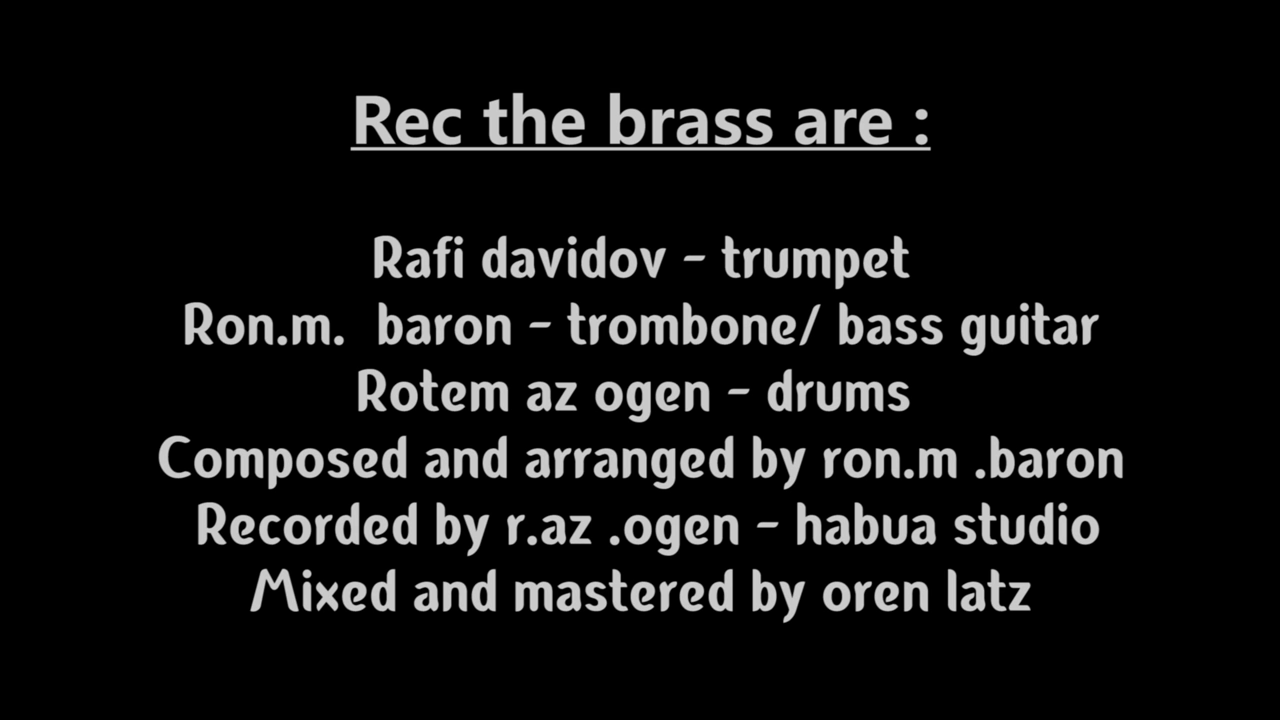 Rec the brass are :
Rafi davidov - trumpet
Ron.m.  baron - trombone/ bass guitar
Rotem az ogen - drums
Composed and arranged by ron.m .baron
Recorded by r.az .ogen - habua studio
Mixed and mastered by oren latz